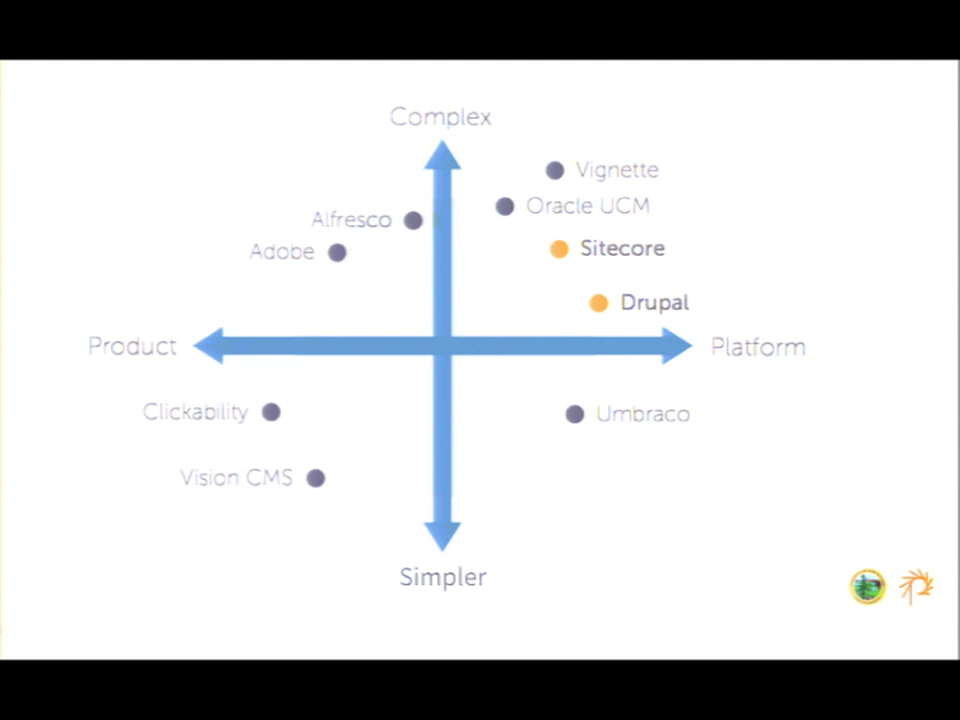 Complex
Vignette
Oracle UCM
Alfresco
Sitecore
Adobe
Drupal
Product
Platform
Clickability
Umbraco
Vision CMS
Simpler